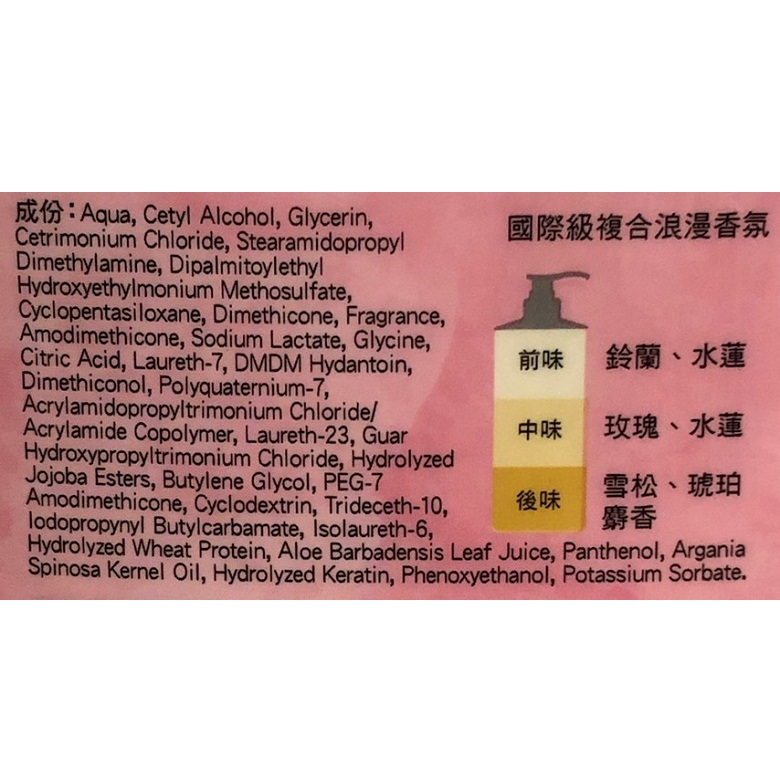 成份：Aqua, Cetyl Alcohol, Glycerin,
Cetrimonium Chloride, Stearamidopropyl
Dimethylamine, Dipalmitoylethyl
Hydroxyethylmonium Methosulfate,
Cyclopentasiloxane, Dimethicone, Fragrance,
Amodimethicone, Sodium Lactate, Glycine,
Citric Acid, Laureth-7, DMDM Hydantoin,
Dimethiconol, Polyquaternium-7,
Acrylamidopropyltrimonium Chloride/
Acrylamide Copolymer, Laureth-23, Guar
Hydroxypropyltrimonium Chloride, Hydrolyzed
Jojoba Esters, Butylene Glycol, PEG-7
Amodimethicone, Cyclodextrin, Trideceth-10,
Iodopropynyl Butylcarbamate, Isolaureth-6,
Hydrolyzed Wheat Protein, Aloe Barbadensis Leaf Juice, Panthenol, Argania
Spinosa Kernel Oil, Hydrolyzed Keratin, Phenoxyethanol, Potassium Sorbate.
國際級複合浪漫香氛
前味 鈴蘭、水蓮
中味 玫瑰、水蓮
後味 雪松、琥珀
麝香